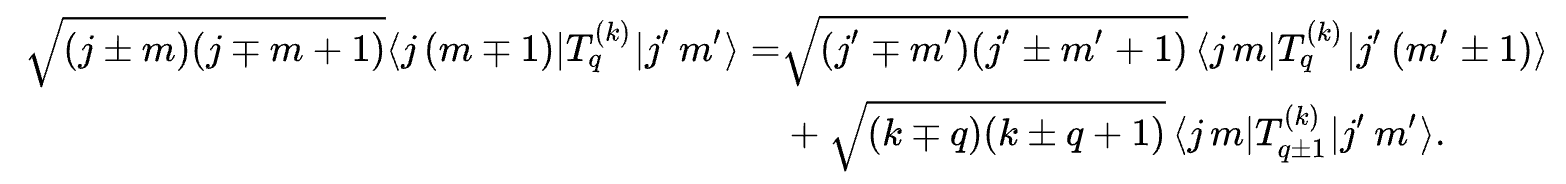 √(j ± m)(j ∓ m + 1)⟨j (m ∓ 1)|T_q^{(k)}|j′ m′⟩ = √(j′ ∓ m′)(j′ ± m′ + 1) ⟨j m|T_q^{(k)}|j′ (m′ ± 1)⟩
+ √(k ∓ q)(k ± q + 1) ⟨j m|T_{q±1}^{(k)}|j′ m′⟩.